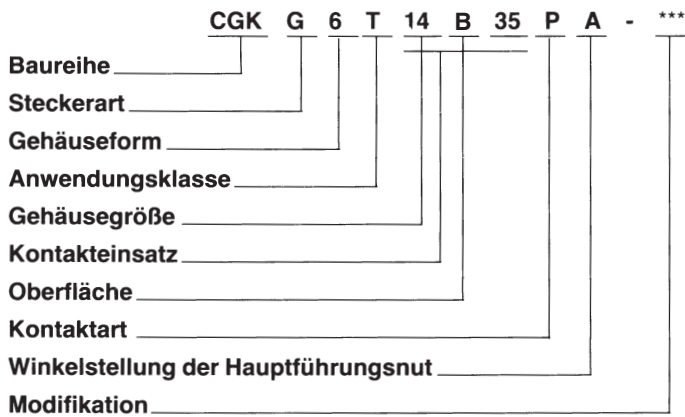 CGK G 6 T 14 B 35 P A - ***
Baureihe
Steckerart
Gehäuseform
Anwendungsklasse
Gehäusegröße
Kontakteinsatz
Oberfläche
Kontaktart
Winkelstellung der Hauptführungsnut
Modifikation